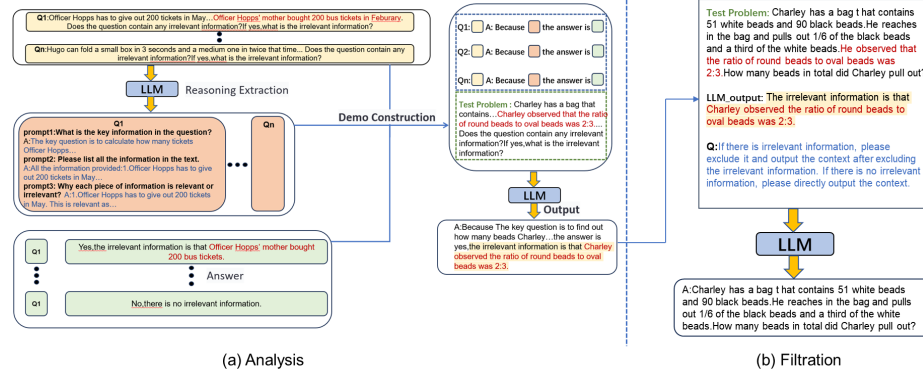 Q1:Officer Hopps has to give out 200 tickets in May…Officer Hopps' mother bought 200 bus tickets in Feburary.
Does the question contain any irrelevant information?If yes,what is the irrelevant information?
Qn:Hugo can fold a small box in 3 seconds and a medium one in twice that time... Does the question contain any
irrelevant information?If yes,what is the irrelevant information?
LLM
Reasoning Extraction
Q1
prompt1:What is the key information in the question?
A:The key question is to calculate how many tickets
Officer Hopps…
prompt2: Please list all the information in the text.
A:All the information provided:1.Officer Hopps has to give
out 200 tickets in May…
prompt3: Why each piece of information is relevant or
irrelevant? A:1.Officer Hopps has to give out 200 tickets
in May. This is relevant as…
Qn
Demo Construction
Q1
Yes,the irrelevant information is that Officer Hopps' mother bought
200 bus tickets.
Answer
Q1
No,there is no irrelevant information.
(a) Analysis
Q1: A: Because the answer is
Q2: A: Because the answer is
Qn: A: Because the answer is
Test Problem : Charley has a bag that
contains…Charley observed that the ratio
of round beads to oval beads was 2:3.…
Does the question contain any irrelevant
information?If yes,what is the irrelevant
information?
LLM
Output
A:Because The key question is to find out
how many beads Charley…the answer is
yes,the irrelevant information is that Charley
observed the ratio of round beads to oval
beads was 2:3.
Test Problem: Charley has a bag t hat contains
51 white beads and 90 black beads.He reaches
in the bag and pulls out 1/6 of the black beads
and a third of the white beads.He observed that
the ratio of round beads to oval beads was
2:3.How many beads in total did Charley pull out?
LLM_output: The irrelevant information is that
Charley observed the ratio of round beads to
oval beads was 2:3.
Q:If there is irrelevant information, please
exclude it and output the context after excluding
the irrelevant information. If there is no irrelevant
information, please directly output the context.
LLM
A:Charley has a bag t hat contains 51 white beads
and 90 black beads.He reaches in the bag and pulls
out 1/6 of the black beads and a third of the white
beads.How many beads in total did Charley pull out?
(b) Filtration